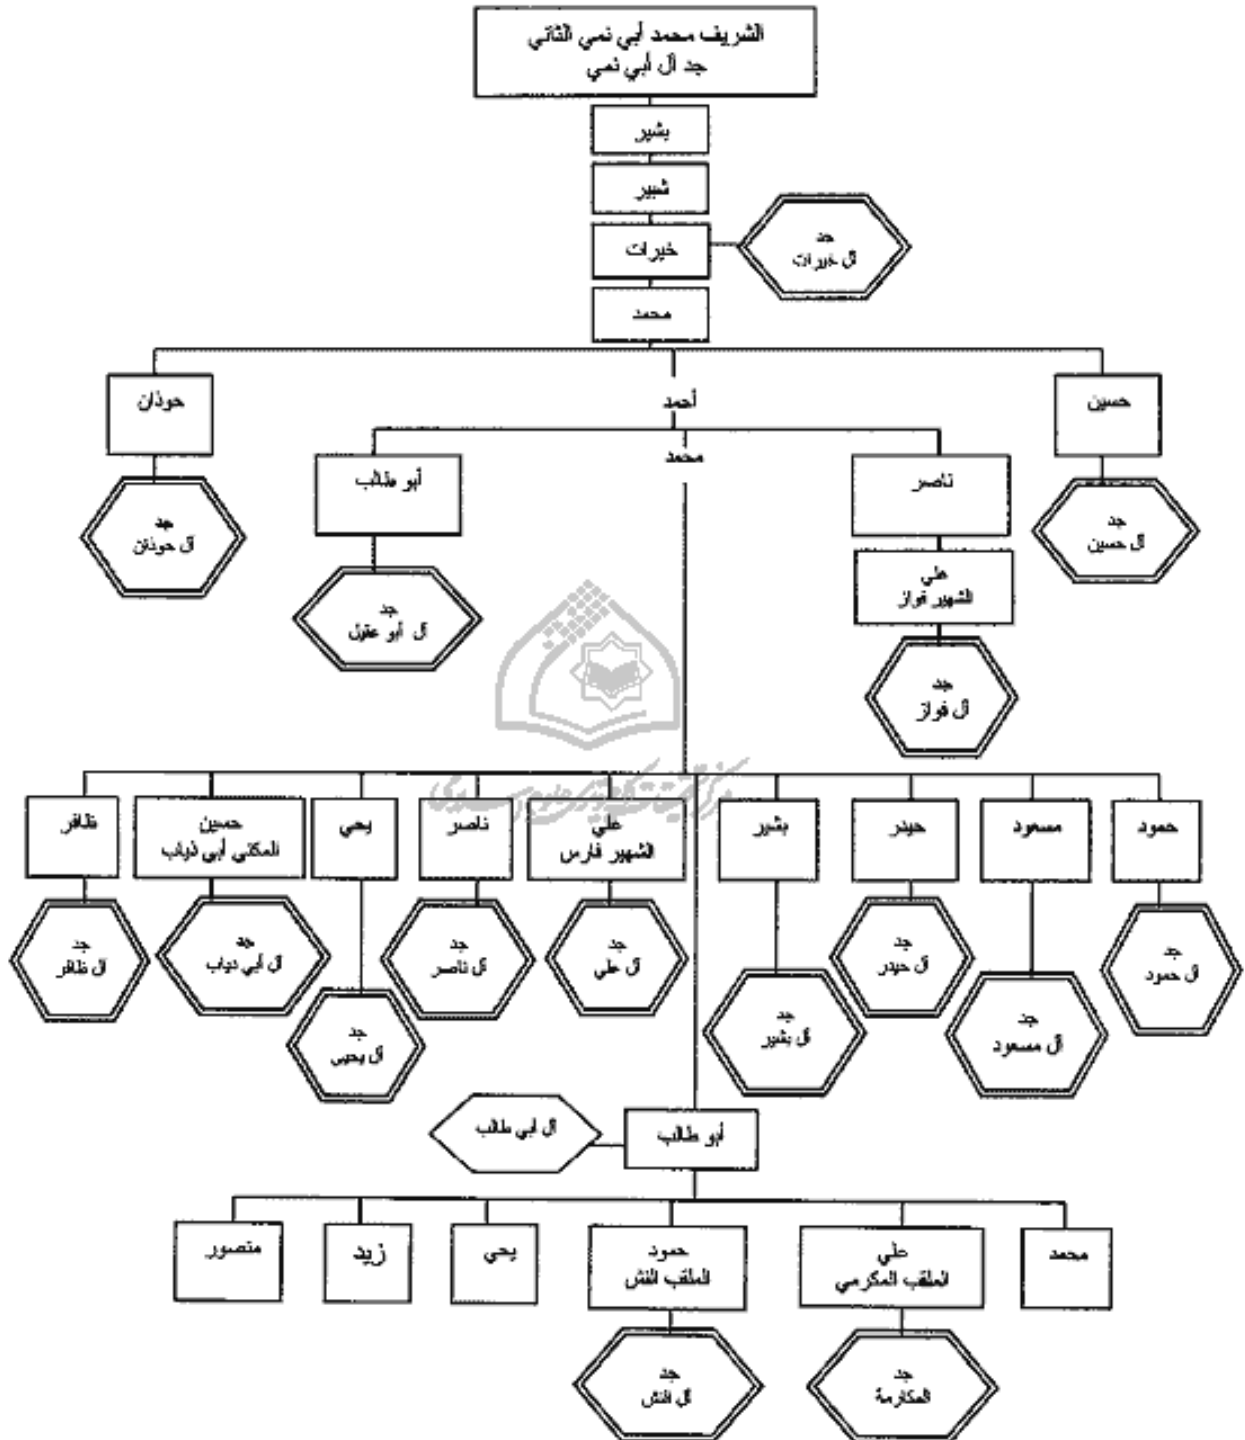 الشريف محمد أبي نمي الثاني
جد آل أبي نمي
بشير
شبير
خيرات
جد
آل خيرات
محمد
حسين
أحمد
حوذان
جد
آل حسين
ناصر
محمد
أبو طالب
جد
آل حوذان
علي
الشهير فواز
جد
آل أبو عقيل
جد
آل فواز
حمود
مسعود
حيدر
بشير
علي
الشهير فارس
ناصر
يحي
حسين
المكنى أبي ذياب
ظافر
جد
آل حمود
جد
آل مسعود
جد
آل حيدر
جد
آل بشير
جد
آل علي
جد
آل ناصر
جد
آل يحيى
جد
آل أبي ذياب
جد
آل ظافر
أبو طالب
آل أبي طالب
محمد
علي
الملقب المكرمي
حمود
الملقب النش
يحي
زيد
منصور
جد
المكارمة
جد
آل النش